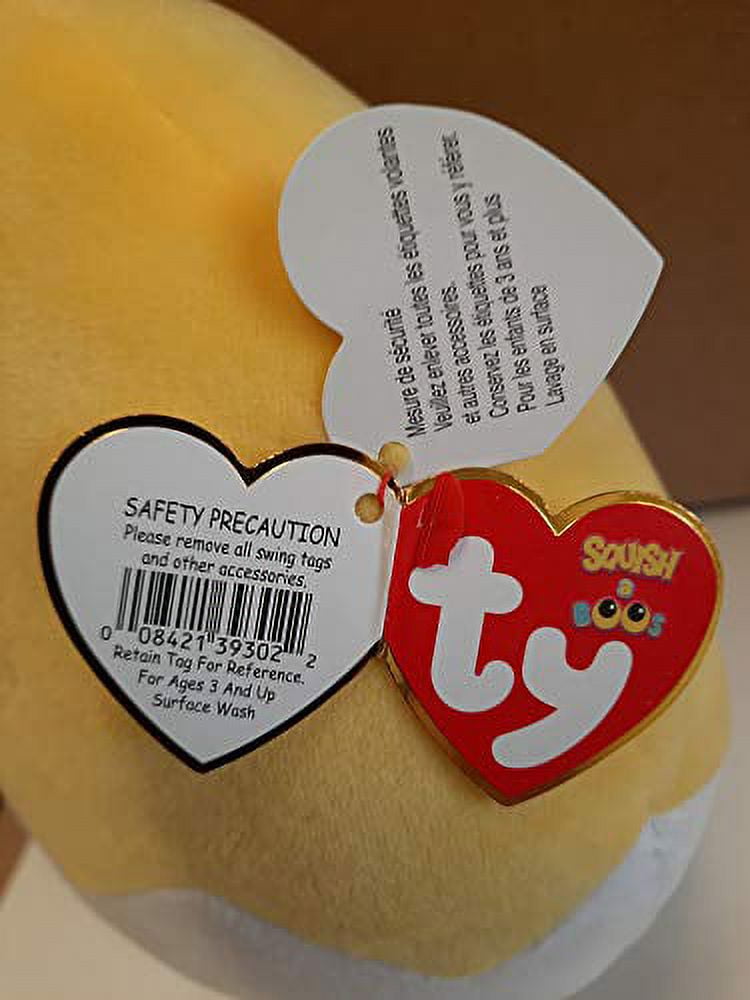 Mesure de sécurité
Veuillez enlever toutes les étiquettes volantes
et autres accessoires.
Conservez les étiquettes pour vous y référer.
Pour les enfants de 3 ans et plus
Lavage en surface
SAFETY PRECAUTION
Please remove all swing tags
and other accessories.
0 08421 39302 2
Retain Tag For Reference.
For Ages 3 And Up
Surface Wash
SQUISH
a
BOOS
ty